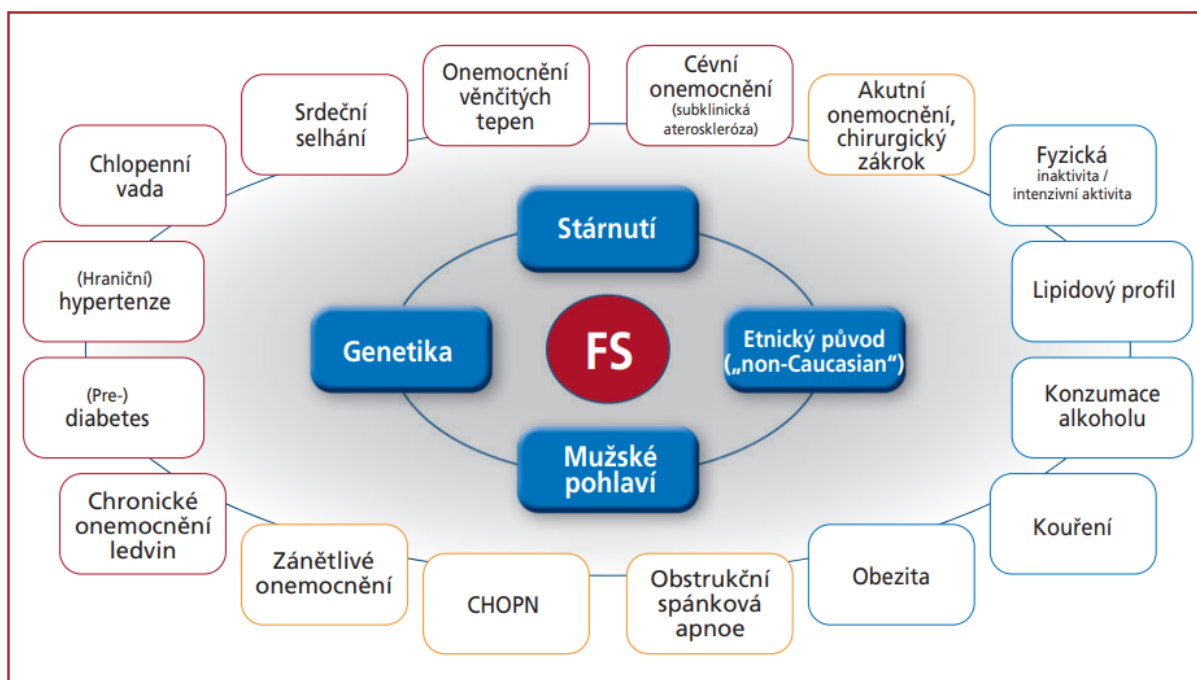 Onemocnění
věnčitých
tepen
Cévní
onemocnění
(subklinická
ateroskleróza)
Akutní
onemocnění,
chirurgický
zákrok
Srdeční
selhání
Fyzická
inaktivita /
intenzivní aktivita
Chlopenní
vada
Stárnutí
(Hraniční)
hypertenze
Lipidový profil
Genetika
FS
Etnický původ
(„non-Caucasian“)
(Pre-)
diabetes
Konzumace
alkoholu
Mužské
pohlaví
Chronické
onemocnění
ledvin
Kouření
Zánětlivé
onemocnění
CHOPN
Obstrukční
spánková
apnoe
Obezita